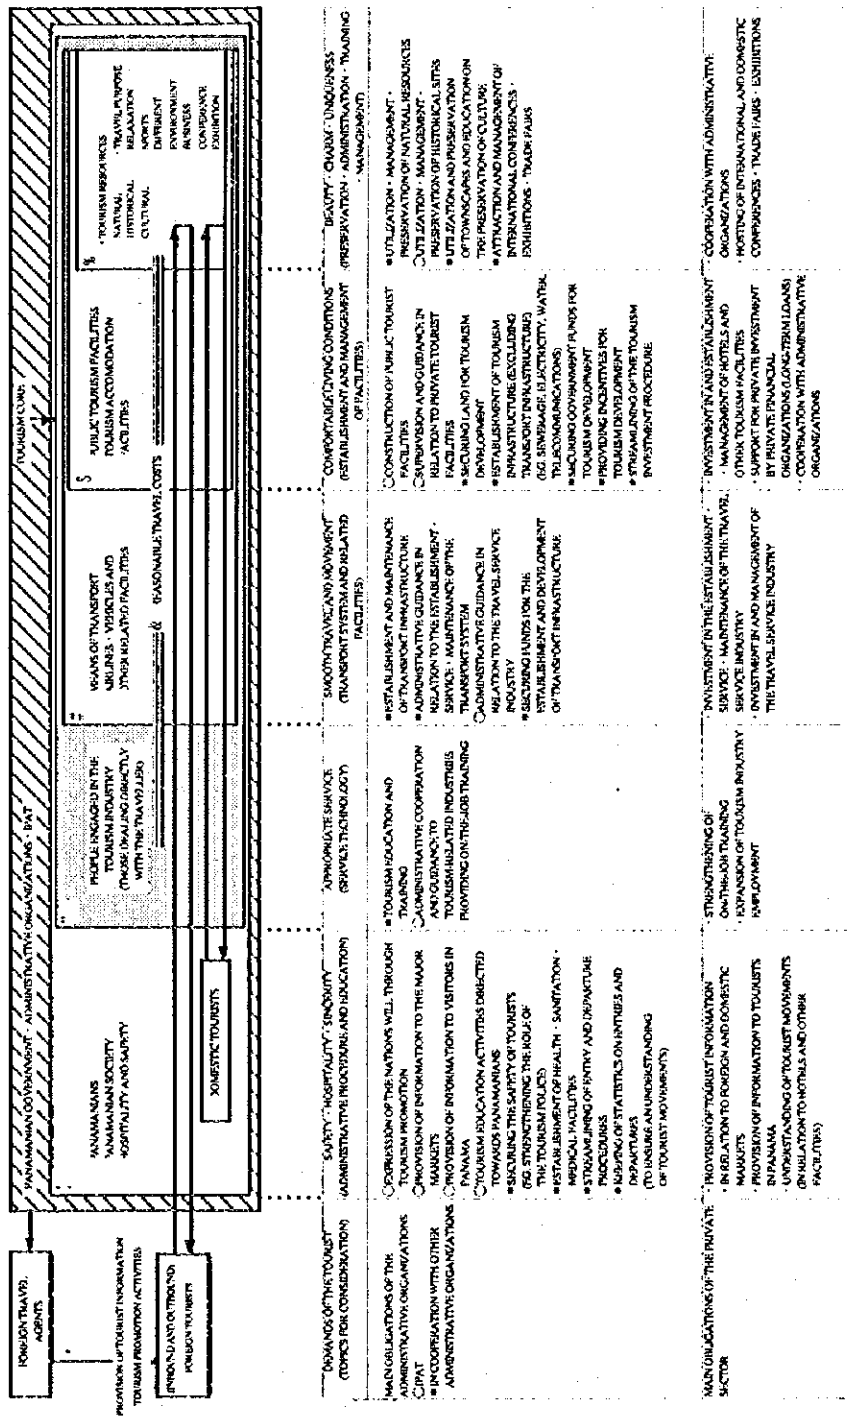 FOREIGN TRAVEL
AGENTS
PROVISION OF TOURIST INFORMATION
TOURISM PROMOTION ACTIVITIES
INBOUND AND OUTBOUND
FOREIGN TOURISTS
PANAMANIAN GOVERNMENT · ADMINISTRATIVE ORGANIZATIONS · IPAT
TOURISM CODE
PANAMANIANS
PANAMANIAN SOCIETY
HOSPITALITY AND SAFETY
DOMESTIC TOURISTS
PEOPLE ENGAGED IN THE
TOURISM INDUSTRY
(THOSE DEALING DIRECTLY
WITH THE TRAVELLER)
MEANS OF TRANSPORT
AIRLINES · VEHICLES AND
OTHER RELATED FACILITIES
& REASONABLE TRAVEL COSTS
PUBLIC TOURISM FACILITIES
TOURISM ACCOMODATION
FACILITIES
· TOURISM RESOURCES
NATURAL
HISTORICAL
CULTURAL
· TRAVEL PURPOSE
RELAXATION
SPORTS
DIFFERENT
ENVIRONMENT
BUSINESS
CONFERENCE
EXHIBITION
DEMANDS OF THE TOURIST
(TOPICS FOR CONSIDERATION)
SAFETY · HOSPITALITY · SINCERITY
(ADMINISTRATIVE PROCEDURE AND EDUCATION)
APPROPRIATE SERVICE
(SERVICE TECHNOLOGY)
SMOOTH TRAVEL AND MOVEMENT
(TRANSPORT SYSTEM AND RELATED
FACILITIES)
COMFORTABLE LIVING CONDITIONS
(ESTABLISHMENT AND MANAGEMENT
OF FACILITIES)
BEAUTY · CHARM · UNIQUENESS
(PRESERVATION · ADMINISTRATION · TRAINING
· MANAGEMENT)
MAIN OBLIGATIONS OF THE
ADMINISTRATIVE ORGANIZATIONS
○IPAT
● IN COOPERATION WITH OTHER
ADMINISTRATIVE ORGANIZATIONS
○EXPRESSION OF THE NATION'S WILL THROUGH
TOURISM PROMOTION
○PROVISION OF INFORMATION TO THE MAJOR
MARKETS
○PROVISION OF INFORMATION TO VISITORS IN
PANAMA
○TOURISM EDUCATION ACTIVITIES DIRECTED
TOWARDS PANAMANIANS
● SECURING THE SAFETY OF TOURISTS
(EG. STRENGTHENING THE ROLE OF
THE TOURISM POLICE)
● ESTABLISHMENT OF HEALTH · SANITATION ·
MEDICAL FACILITIES
● STREAMLINING OF ENTRY AND DEPARTURE
PROCEDURES
● KEEPING OF STATISTICS ON ENTRIES AND
DEPARTURES
(TO ENSURE AN UNDERSTANDING
OF TOURIST MOVEMENTS)
● TOURISM EDUCATION AND
TRAINING
○ADMINISTRATIVE COOPERATION
AND GUIDANCE TO
TOURISM-RELATED INDUSTRIES
PROVIDING ON-THE-JOB TRAINING
● ESTABLISHMENT AND MAINTENANCE
OF TRANSPORT INFRASTRUCTURE
● ADMINISTRATIVE GUIDANCE IN
RELATION TO THE ESTABLISHMENT ·
SERVICE · MAINTENANCE OF THE
TRANSPORT SYSTEM
○ADMINISTRATIVE GUIDANCE IN
RELATION TO THE TRAVEL SERVICE
INDUSTRY
● SECURING FUNDS FOR THE
ESTABLISHMENT AND DEVELOPMENT
OF TRANSPORT INFRASTRUCTURE
○CONSTRUCTION OF PUBLIC TOURIST
FACILITIES
○SUPERVISION AND GUIDANCE IN
RELATION TO PRIVATE TOURIST
FACILITIES
● SECURING LAND FOR TOURISM
DEVELOPMENT
● ESTABLISHMENT OF TOURISM
INFRASTRUCTURE (EXCLUDING
TRANSPORT INFRASTRUCTURE)
(EG. SEWERAGE, ELECTRICITY, WATER,
TELECOMMUNICATIONS)
● SECURING GOVERNMENT FUNDS FOR
TOURISM DEVELOPMENT
● PROVIDING INCENTIVES FOR
TOURISM DEVELOPMENT
● STREAMLINING OF THE TOURISM
INVESTMENT PROCEDURE
● UTILIZATION · MANAGEMENT ·
PRESERVATION OF NATURAL RESOURCES
○UTILIZATION · MANAGEMENT ·
PRESERVATION OF HISTORICAL SITES
● UTILIZATION AND PRESERVATION
OF TOWNSCAPES AND EDUCATION ON
THE PRESERVATION OF CULTURE
● ATTRACTION AND MANAGEMENT OF
INTERNATIONAL CONFERENCES ·
EXHIBITIONS · TRADE FAIRS
MAIN OBLIGATIONS OF THE PRIVATE
SECTOR
· PROVISION OF TOURIST INFORMATION
IN RELATION TO FOREIGN AND DOMESTIC
MARKETS
· PROVISION OF INFORMATION TO TOURISTS
IN PANAMA
· UNDERSTANDING OF TOURIST MOVEMENTS
(IN RELATION TO HOTELS AND OTHER
FACILITIES)
· STRENGTHENING OF
ON-THE-JOB TRAINING
· EXPANSION OF TOURISM INDUSTRY
EMPLOYMENT
· INVESTMENT IN THE ESTABLISHMENT ·
SERVICE · MAINTENANCE OF THE TRAVEL
SERVICE INDUSTRY
· INVESTMENT IN AND MANAGEMENT OF
THE TRAVEL SERVICE INDUSTRY
· INVESTMENT IN AND ESTABLISHMENT
· MANAGEMENT OF HOTELS AND
OTHER TOURISM FACILITIES
· SUPPORT FOR PRIVATE INVESTMENT
BY PRIVATE FINANCIAL
ORGANIZATIONS (LONG-TERM LOANS)
· COOPERATION WITH ADMINISTRATIVE
ORGANIZATIONS
COOPERATION WITH ADMINISTRATIVE
ORGANIZATIONS
· HOSTING OF INTERNATIONAL AND DOMESTIC
CONFERENCES · TRADE FAIRS · EXHIBITIONS